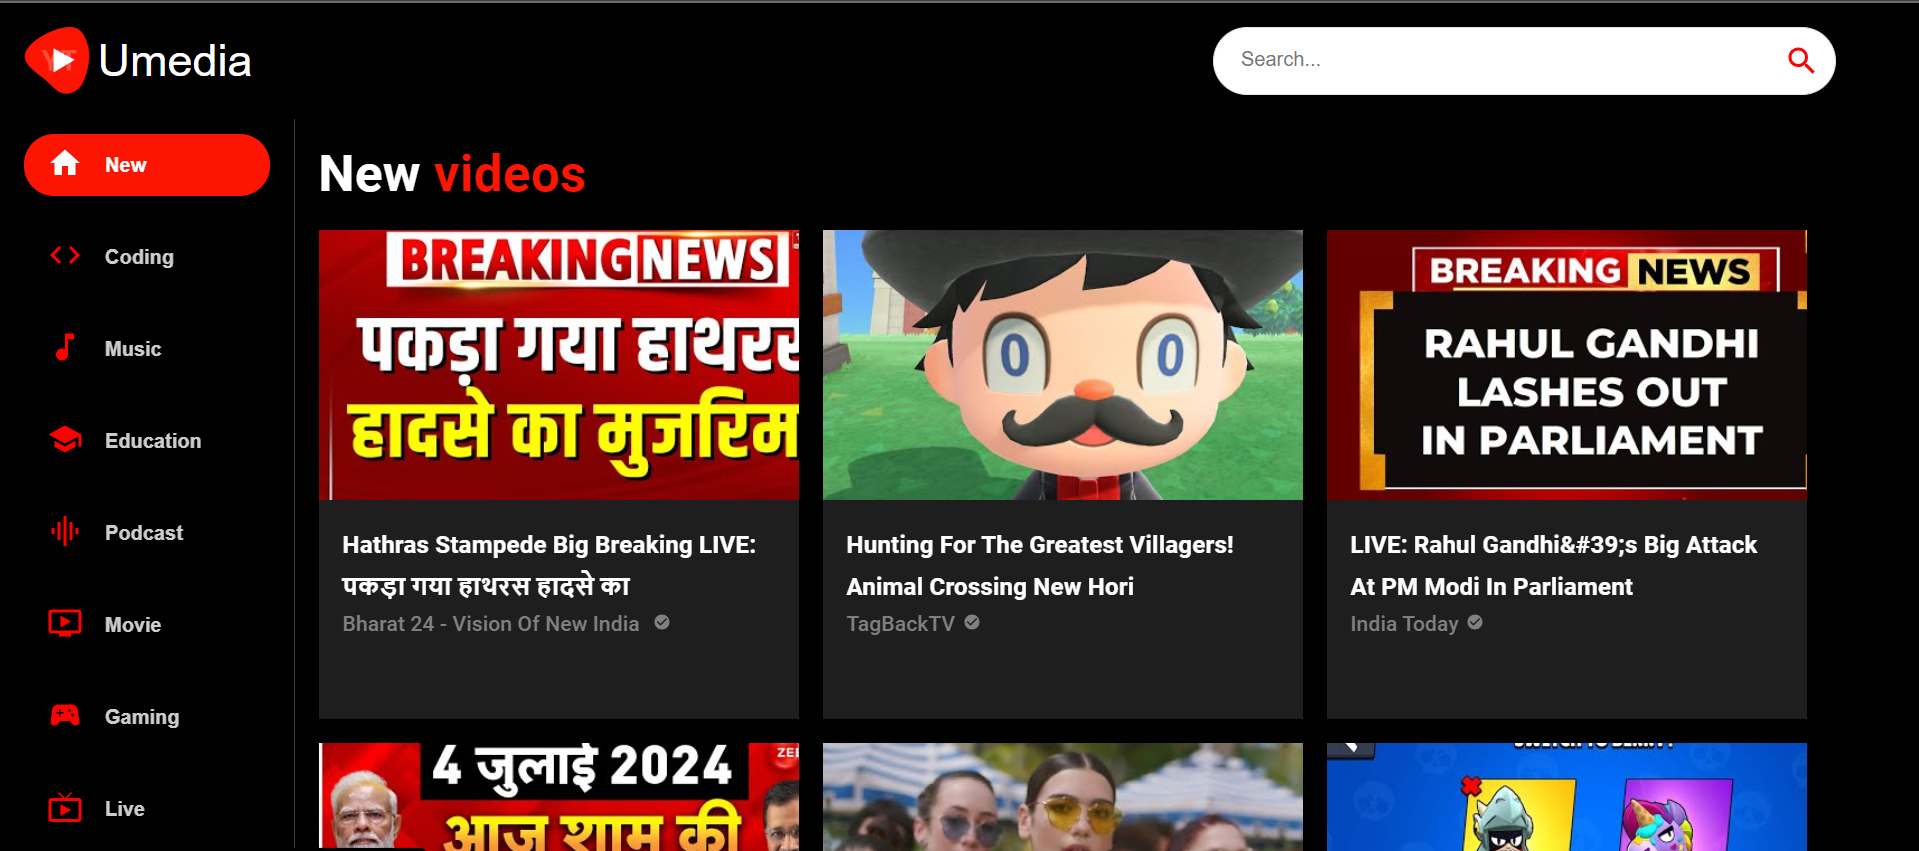 Umedia
Search...
New
Coding
Music
Education
Podcast
Movie
Gaming
Live
New videos
BREAKING NEWS
पकड़ा गया हाथरस
हादसे का मुजरिम
Hathras Stampede Big Breaking LIVE:
पकड़ा गया हाथरस हादसे का
Bharat 24 - Vision Of New India
0 0
Hunting For The Greatest Villagers!
Animal Crossing New Hori
TagBackTV
BREAKING NEWS
RAHUL GANDHI
LASHES OUT
IN PARLIAMENT
LIVE: Rahul Gandhi&#39;s Big Attack
At PM Modi In Parliament
India Today
4 जुलाई 2024
ZEE
आज शाम की